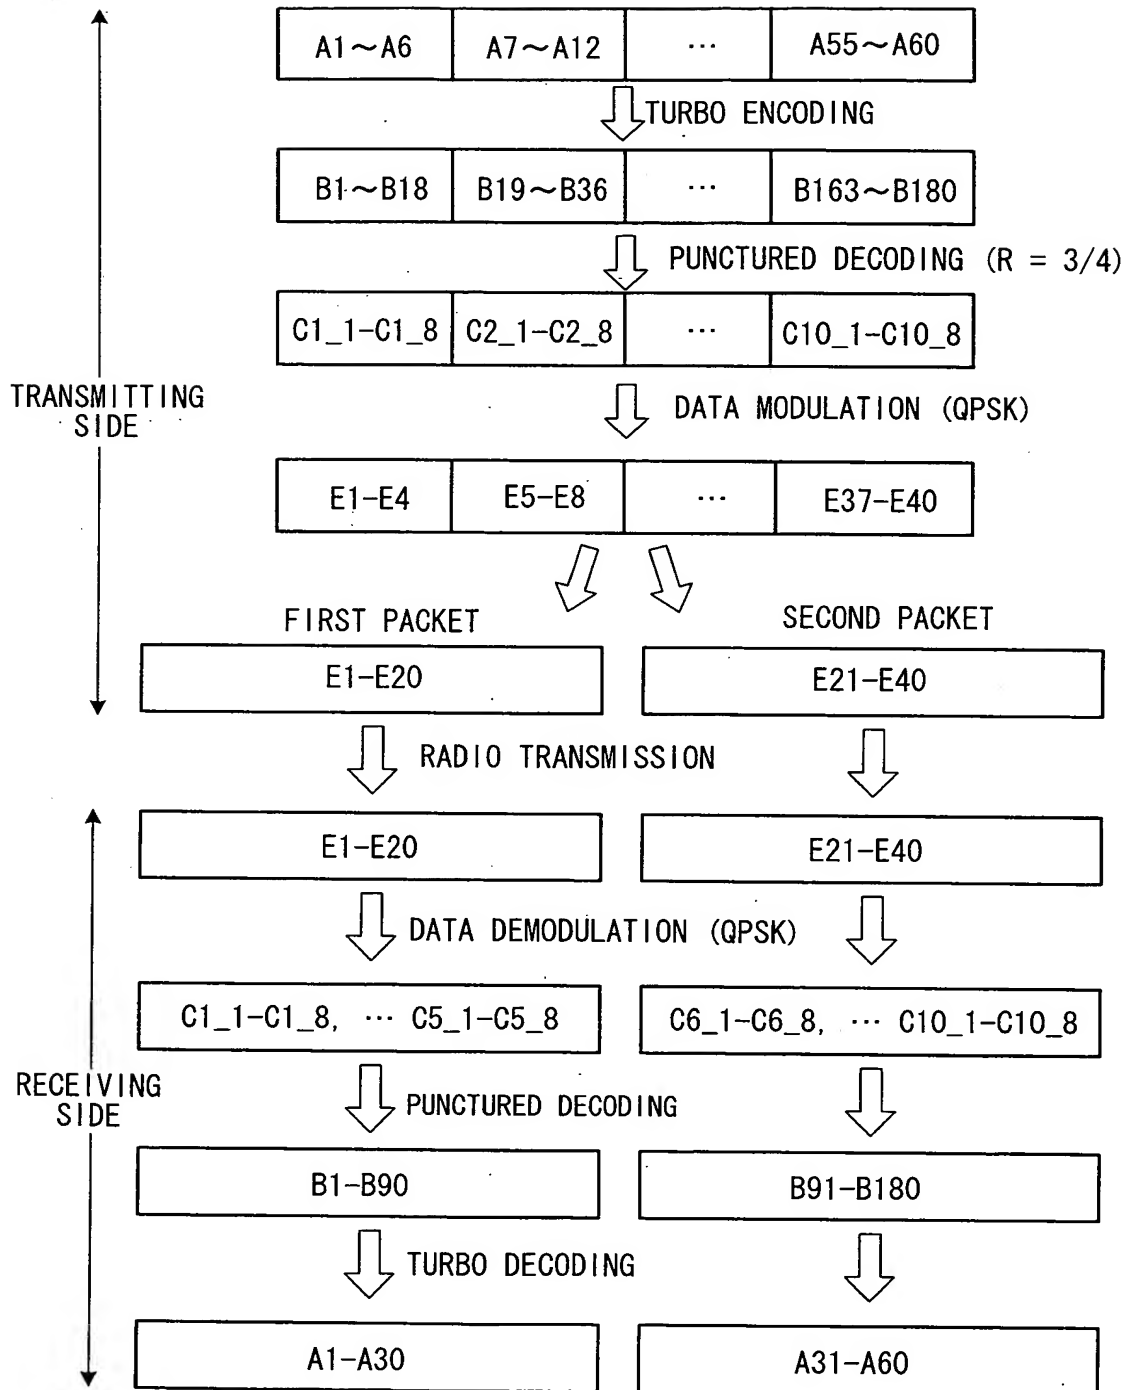 A1～A6 A7～A12 … A55～A60
TURBO ENCODING
B1～B18 B19～B36 … B163～B180
PUNCTURED DECODING (R = 3/4)
C1_1-C1_8 C2_1-C2_8 … C10_1-C10_8
TRANSMITTING
SIDE
DATA MODULATION (QPSK)
E1-E4 E5-E8 … E37-E40
FIRST PACKET SECOND PACKET
E1-E20 E21-E40
RADIO TRANSMISSION
E1-E20 E21-E40
DATA DEMODULATION (QPSK)
C1_1-C1_8, … C5_1-C5_8 C6_1-C6_8, … C10_1-C10_8
RECEIVING
SIDE
PUNCTURED DECODING
B1-B90 B91-B180
TURBO DECODING
A1-A30 A31-A60